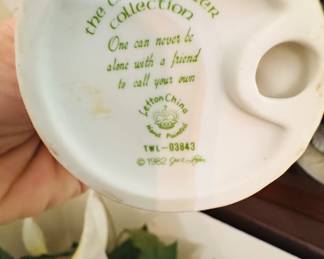 the
collection
One can never be
alone with a friend
to call your own
Lefton China
Hand Painted
TWL-03843
© 1982